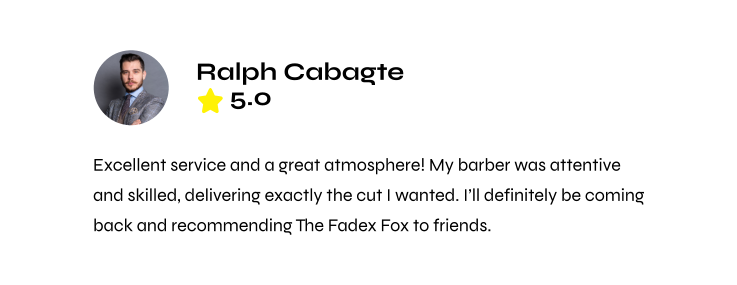 Ralph Cabagte
5.0
Excellent service and a great atmosphere! My barber was attentive
and skilled, delivering exactly the cut I wanted. I’ll definitely be coming
back and recommending The Fadex Fox to friends.